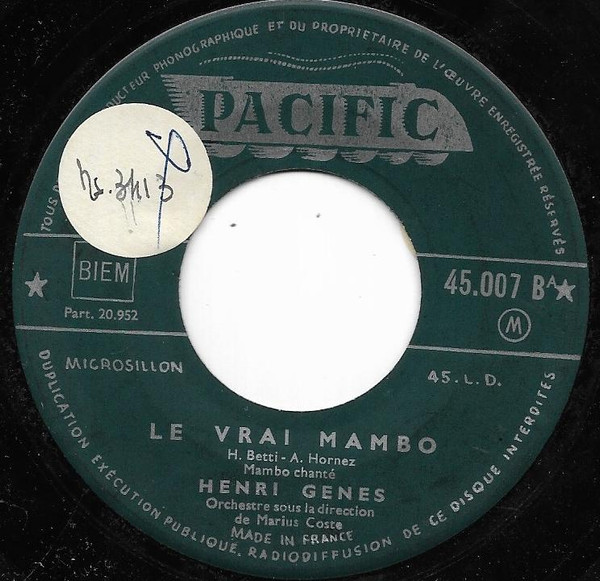 TOUS D UCTEUR PHONOGRAPHIQUE ET DU PROPRIETAIRE DE L'ŒUVRE ENREGISTRÉE RÉSERVÉS
PACIFIC
BIEM
45.007 B A
Part. 20.952
M
MICROSILLON
45. L. D.
LE VRAI MAMBO
H. Betti - A. Hornez
Mambo chanté
HENRI GENES
Orchestre sous la direction
de Marius Coste
MADE IN FRANCE
DUPLICATION EXÉCUTION PUBLIQUE, RADIODIFFUSION DE CE DISQUE INTERDITES